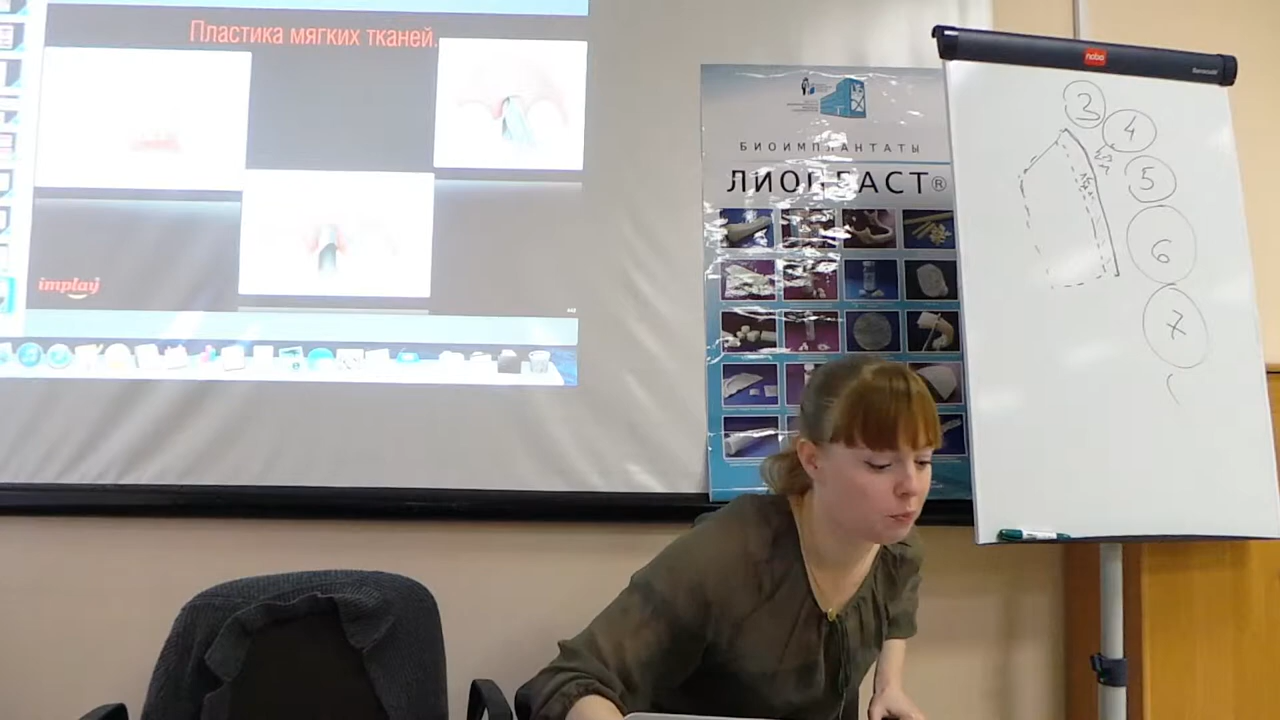 Пластика мягких тканей.
implay
БИОИМПЛАНТАТЫ
ЛИОПЛАСТ®
nobo
3
4
5
6
7